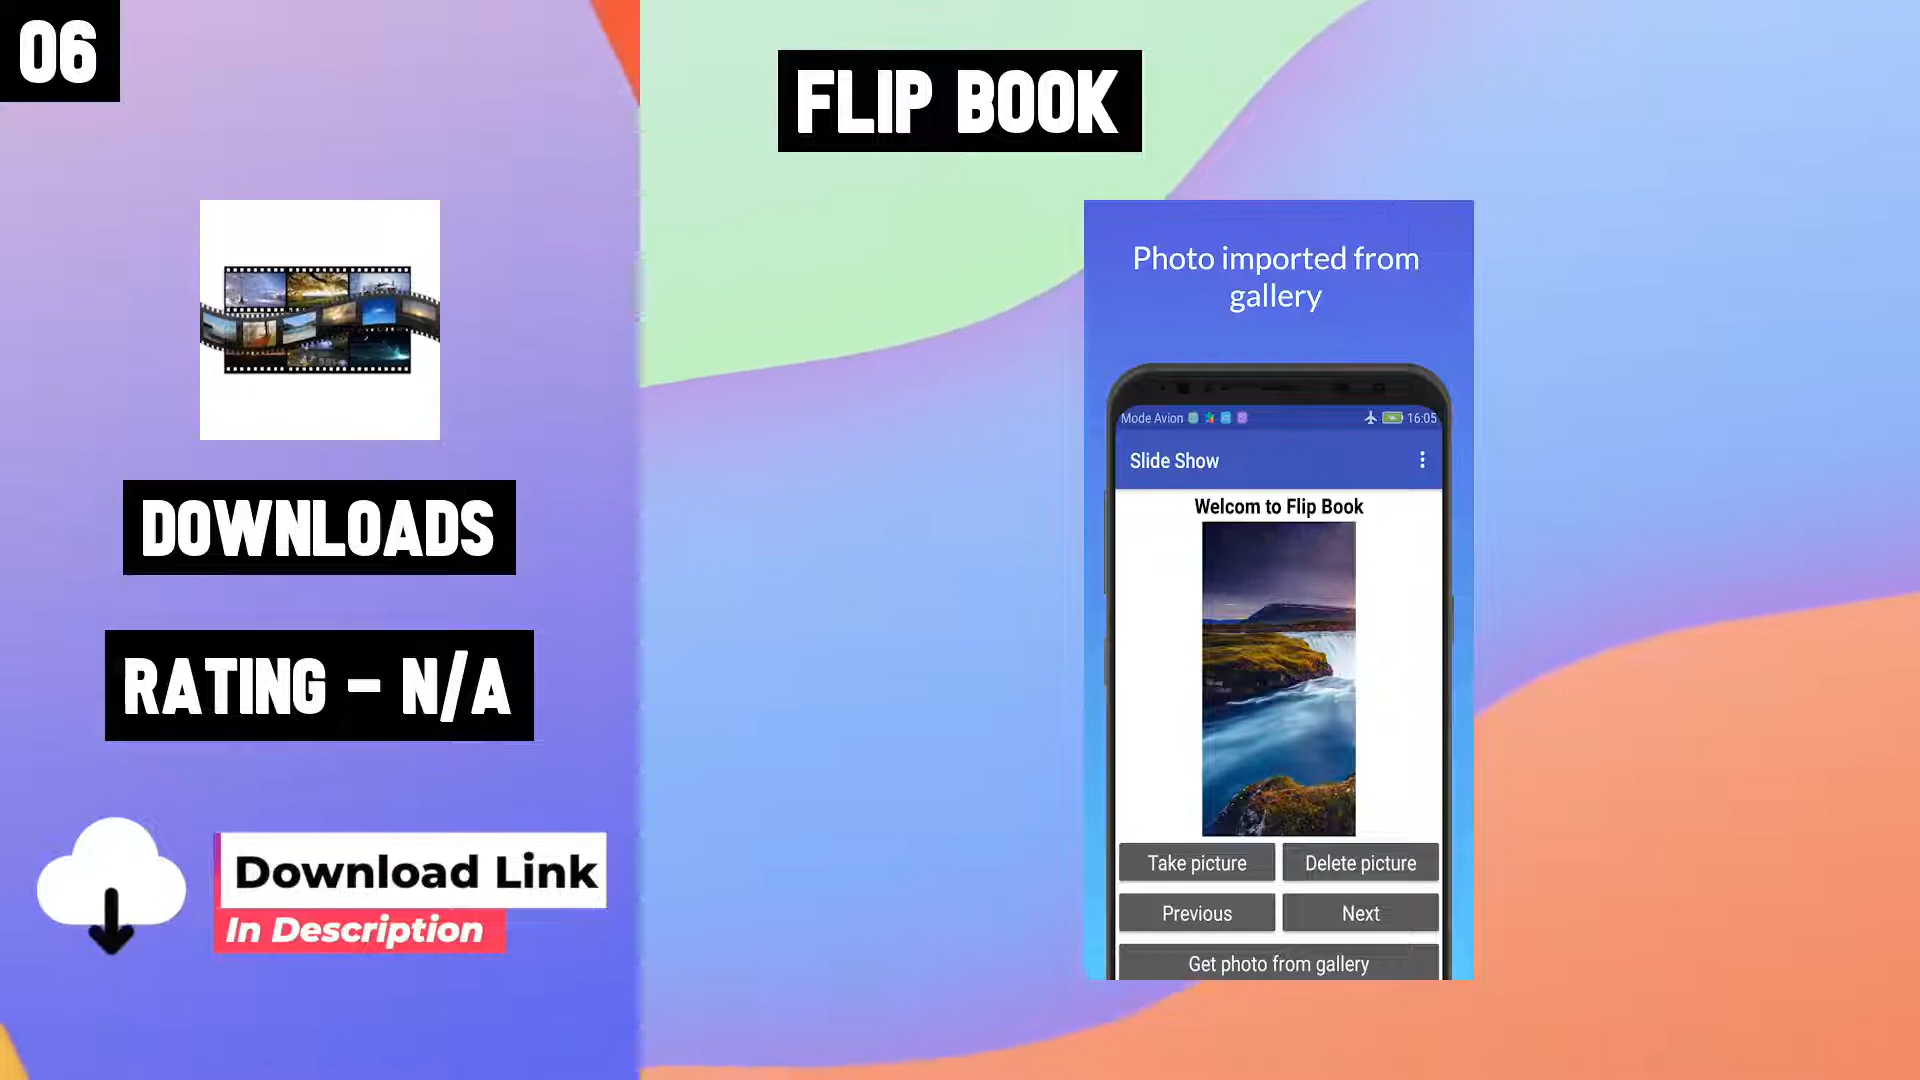 06
FLIP BOOK
DOWNLOADS
RATING - N/A
Download Link
In Description
Photo imported from
gallery
Mode Avion
16:05
Slide Show
Welcom to Flip Book
Take picture
Delete picture
Previous
Next
Get photo from gallery